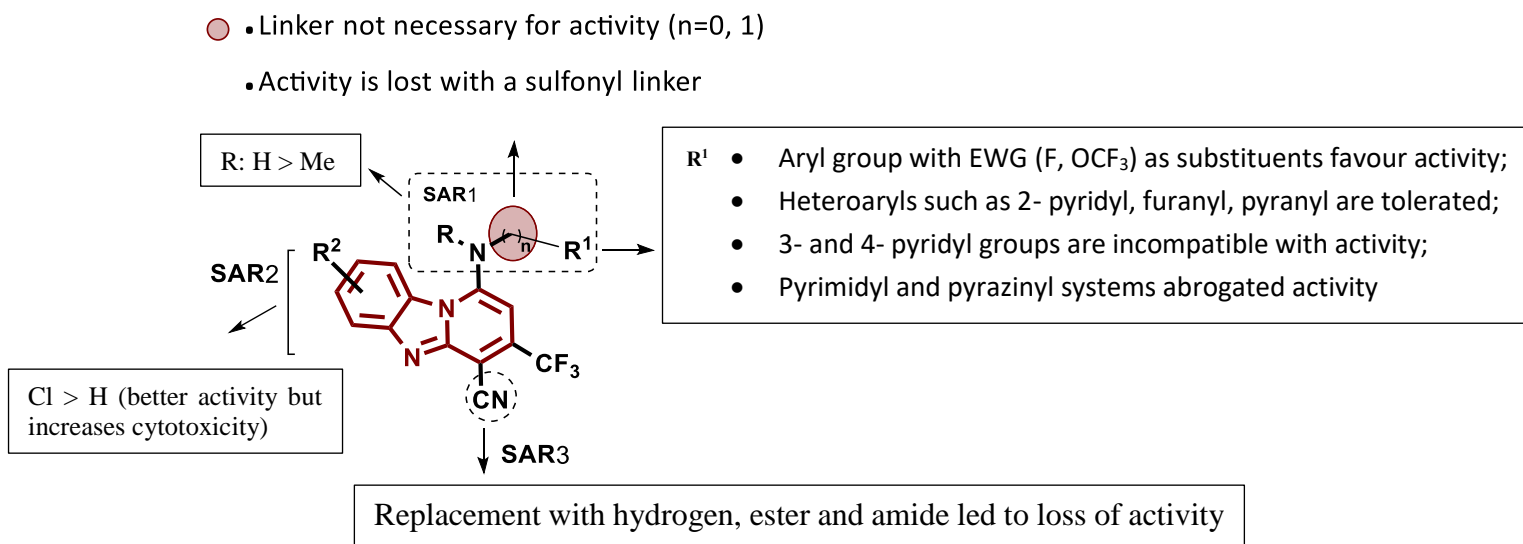 • Linker not necessary for activity (n=0, 1)
• Activity is lost with a sulfonyl linker
R: H > Me
SAR1
R
N
( )n
R¹
R¹ • Aryl group with EWG (F, OCF₃) as substituents favour activity;
• Heteroaryls such as 2- pyridyl, furanyl, pyranyl are tolerated;
• 3- and 4- pyridyl groups are incompatible with activity;
• Pyrimidyl and pyrazinyl systems abrogated activity
SAR2
R²
N
N
CF₃
CN
Cl > H (better activity but
increases cytotoxicity)
SAR3
Replacement with hydrogen, ester and amide led to loss of activity